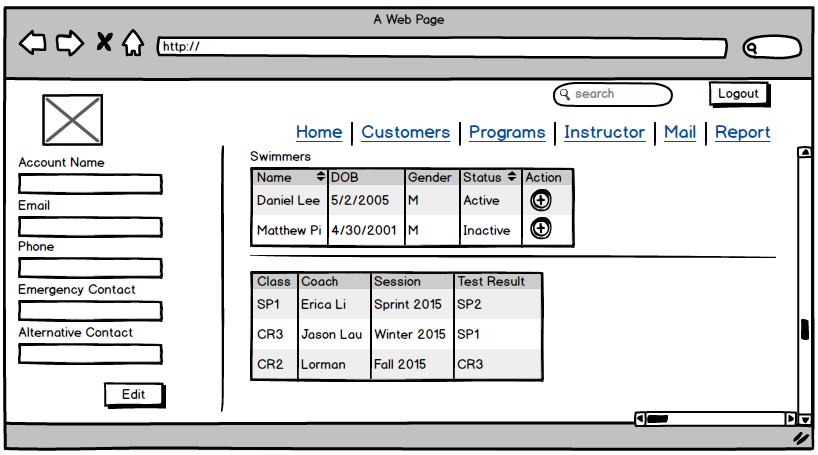 A Web Page
http://
search
Logout
Home Customers Programs Instructor Mail Report
Account Name
Email
Phone
Emergency Contact
Alternative Contact
Edit
Swimmers
Name DOB Gender Status Action
Daniel Lee 5/2/2005 M Active
Matthew Pi 4/30/2001 M Inactive
Class Coach Session Test Result
SP1 Erica Li Sprint 2015 SP2
CR3 Jason Lau Winter 2015 SP1
CR2 Lorman Fall 2015 CR3